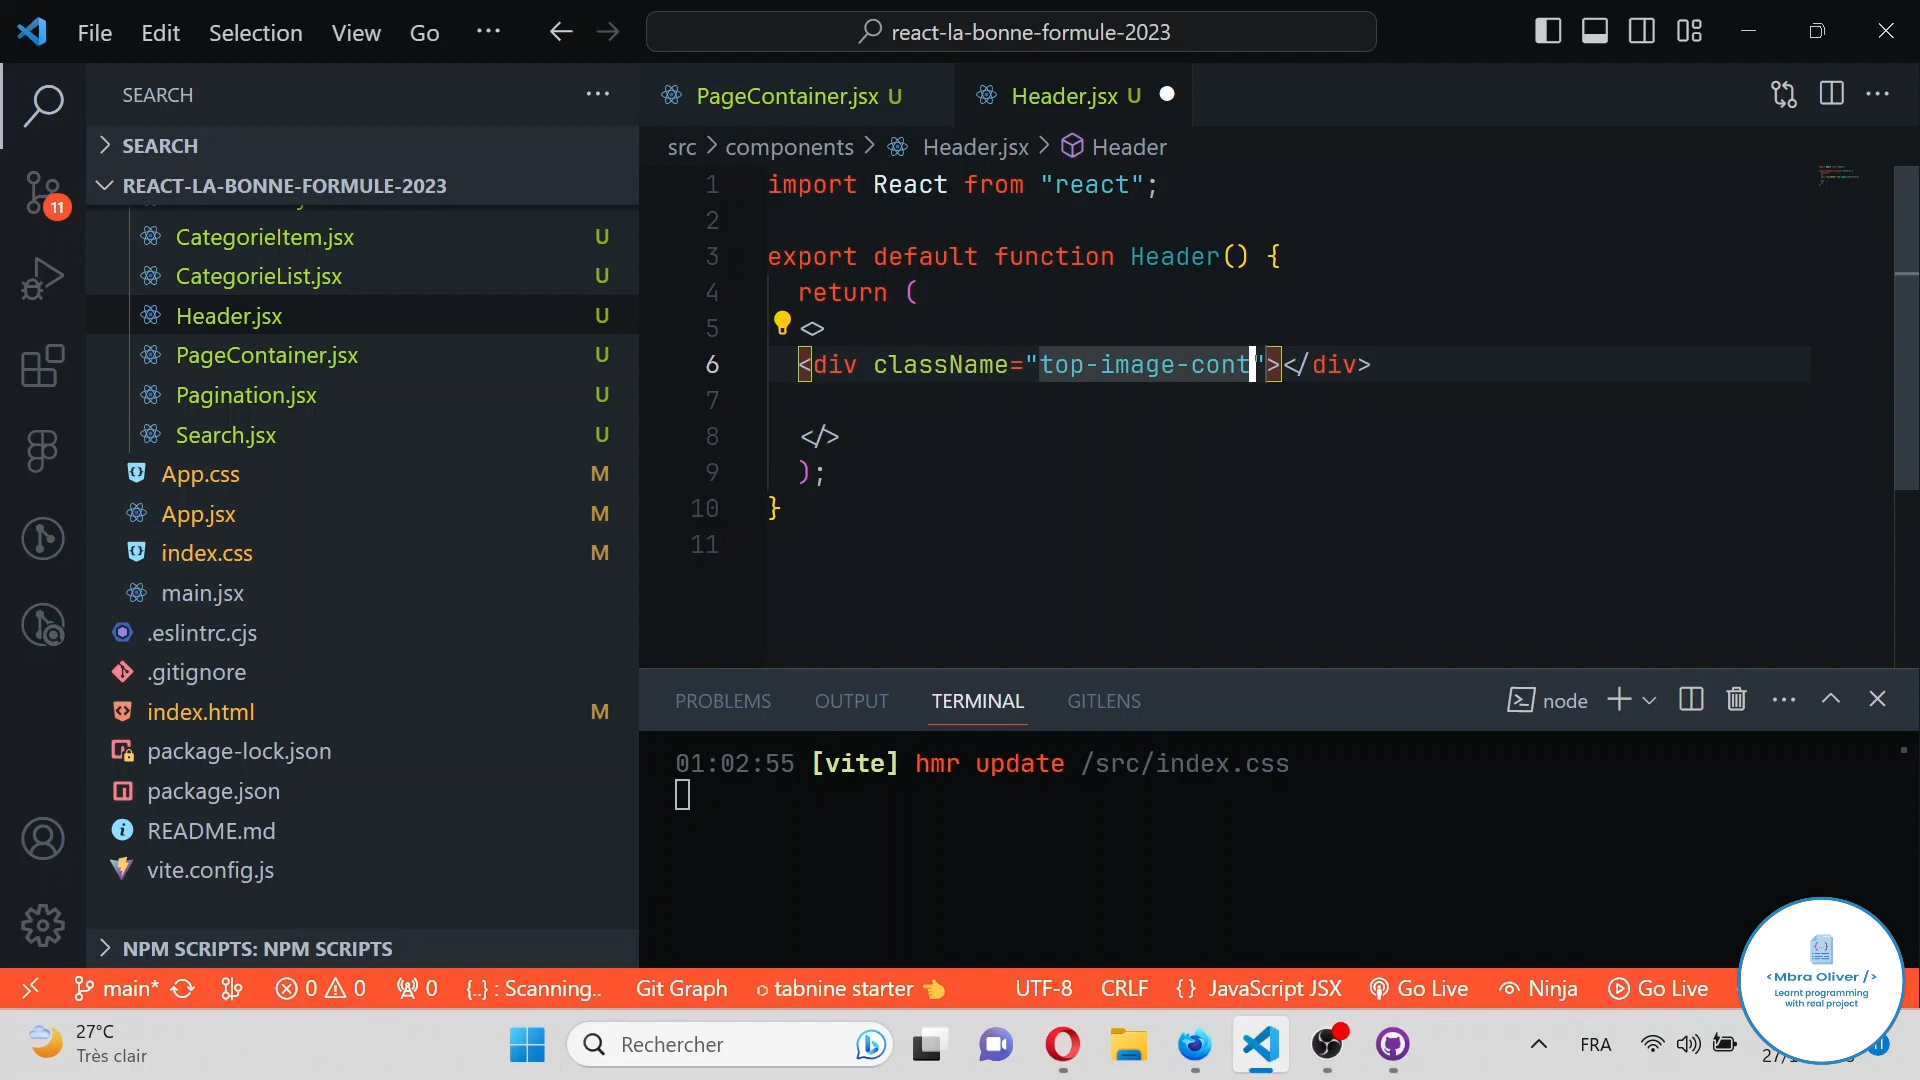 File Edit Selection View Go ··· react-la-bonne-formule-2023
SEARCH ···
SEARCH
REACT-LA-BONNE-FORMULE-2023
CategorieItem.jsx U
CategorieList.jsx U
Header.jsx U
PageContainer.jsx U
Pagination.jsx U
Search.jsx U
App.css M
App.jsx M
index.css M
main.jsx
.eslintrc.cjs
.gitignore
index.html M
package-lock.json
package.json
README.md
vite.config.js
NPM SCRIPTS: NPM SCRIPTS
11
PageContainer.jsx U Header.jsx U
src > components > Header.jsx > Header
1 import React from "react";
2
3 export default function Header() {
4 return (
5 <>
6 <div className="top-image-cont"></div>
7
8 </>
9 );
10 }
11
PROBLEMS OUTPUT TERMINAL GITLENS node
01:02:55 [vite] hmr update /src/index.css
main* 0 0 0 {..} : Scanning.. Git Graph tabnine starter UTF-8 CRLF {} JavaScript JSX Go Live Ninja Go Live
<Mbra Oliver />
Learnt programming
with real project
27°C
Très clair
Rechercher
FRA